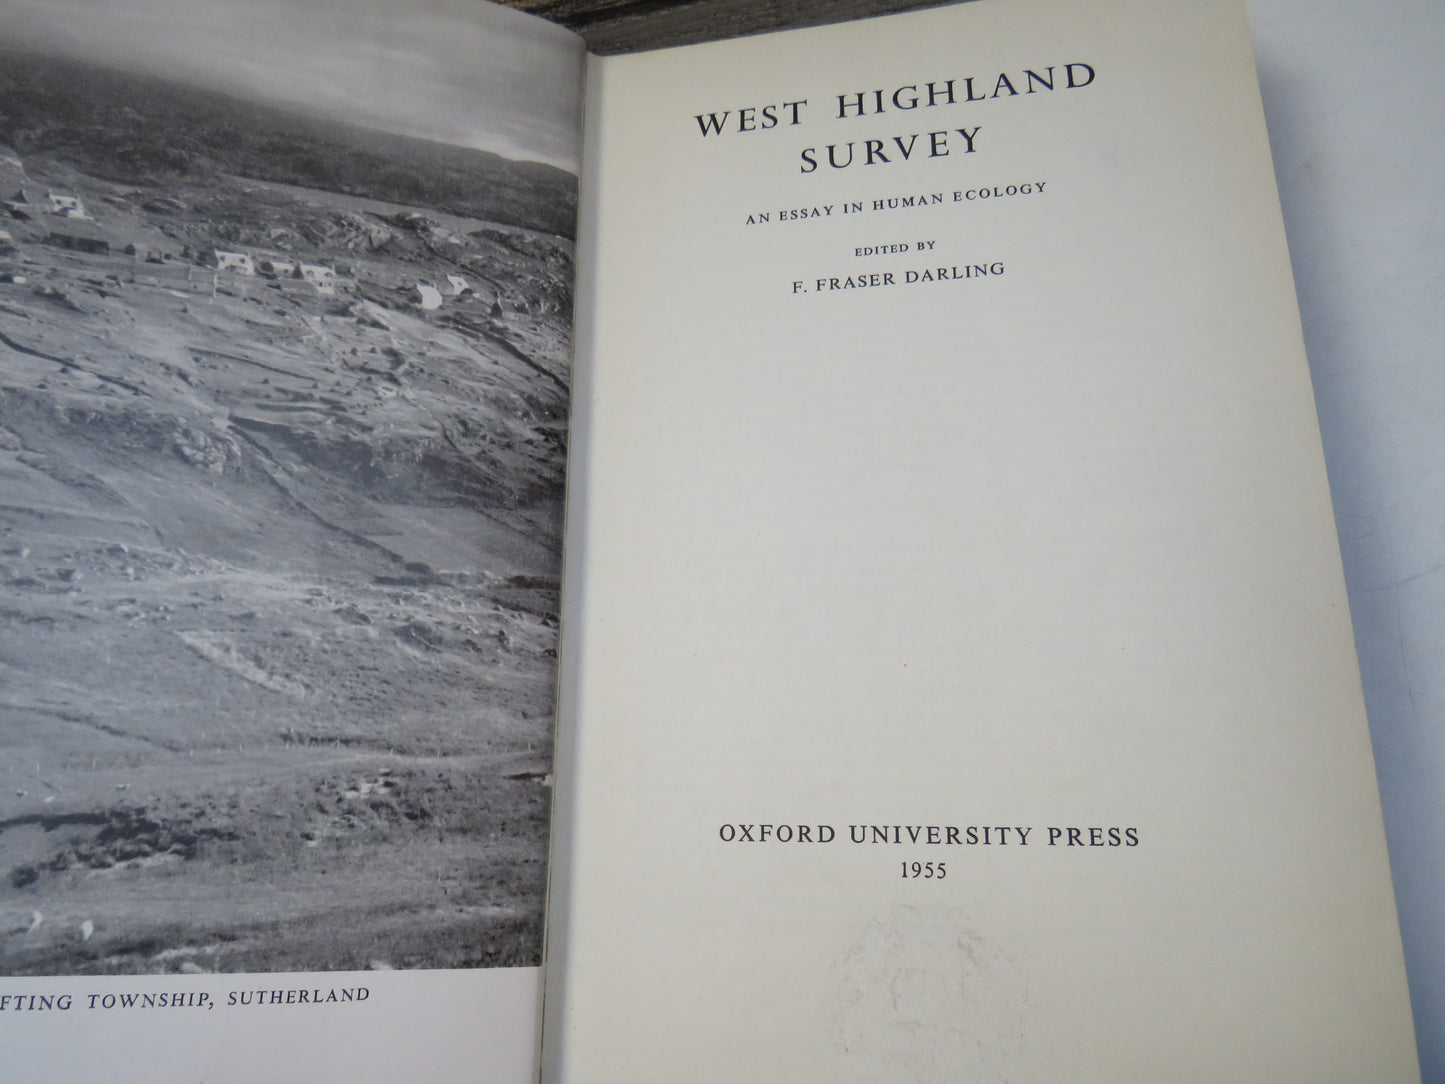 WEST HIGHLAND
SURVEY
AN ESSAY IN HUMAN ECOLOGY
EDITED BY
F. FRASER DARLING
OXFORD UNIVERSITY PRESS
1955
FTING TOWNSHIP, SUTHERLAND